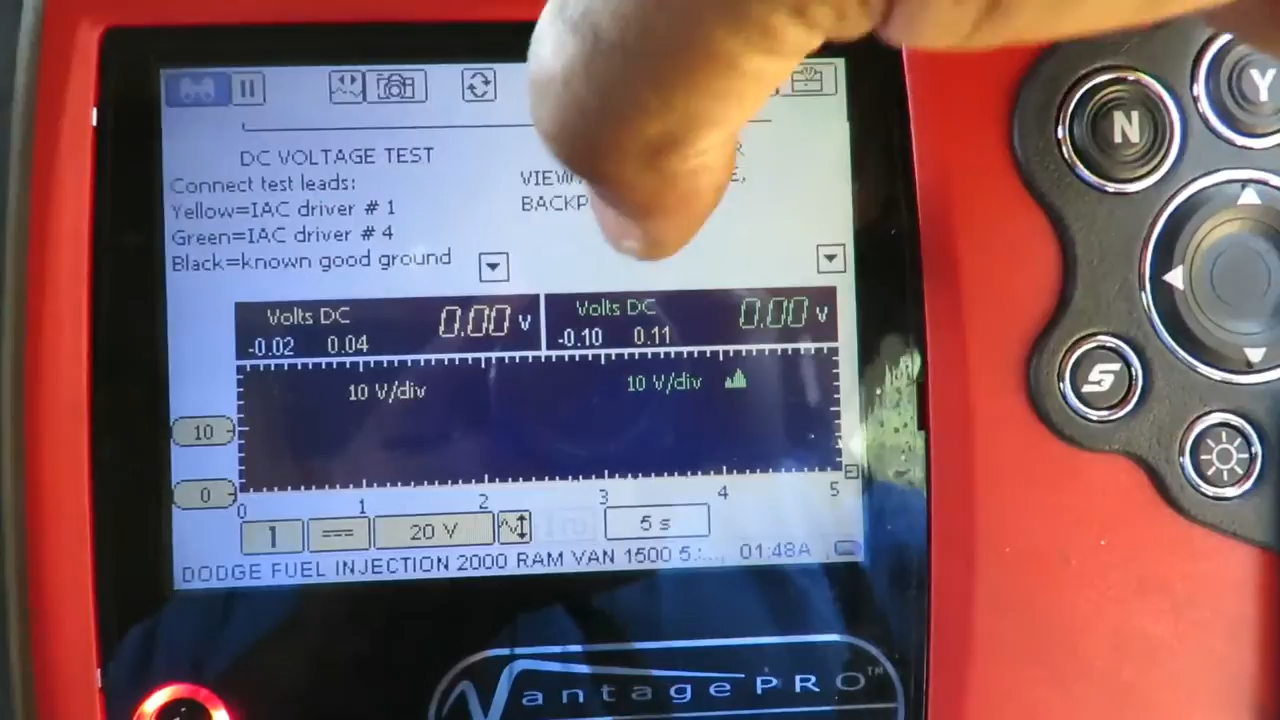 N
Y
DC VOLTAGE TEST
Connect test leads:
Yellow=IAC driver # 1
Green=IAC driver # 4
Black=known good ground
Volts DC 0.00 v
-0.02 0.04
Volts DC 0.00 v
-0.10 0.11
10 V/div
10 V/div
10
0
0 1 2 3 4 5
1 20 V 5 s
DODGE FUEL INJECTION 2000 RAM VAN 1500 5.:..., 01:48A
S
VantagePRO™